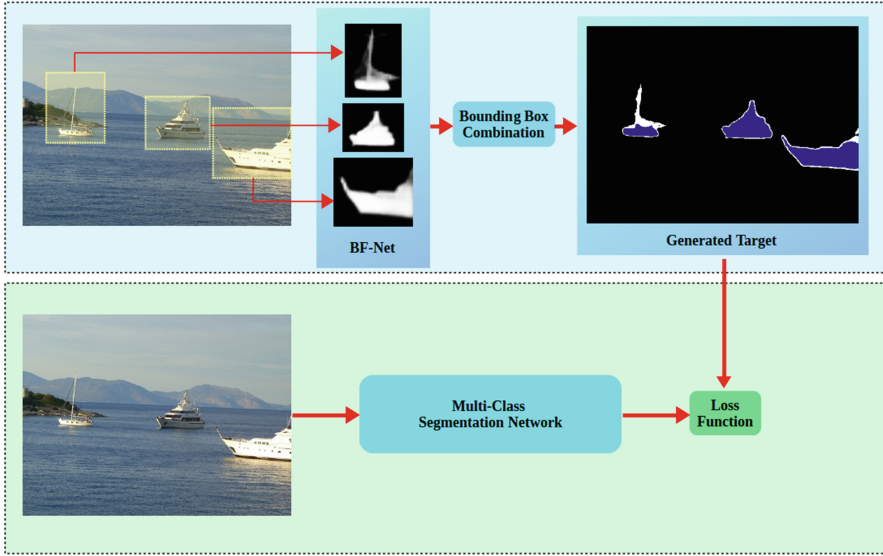 Bounding Box
Combination
BF-Net
Generated Target
Multi-Class
Segmentation Network
Loss
Function